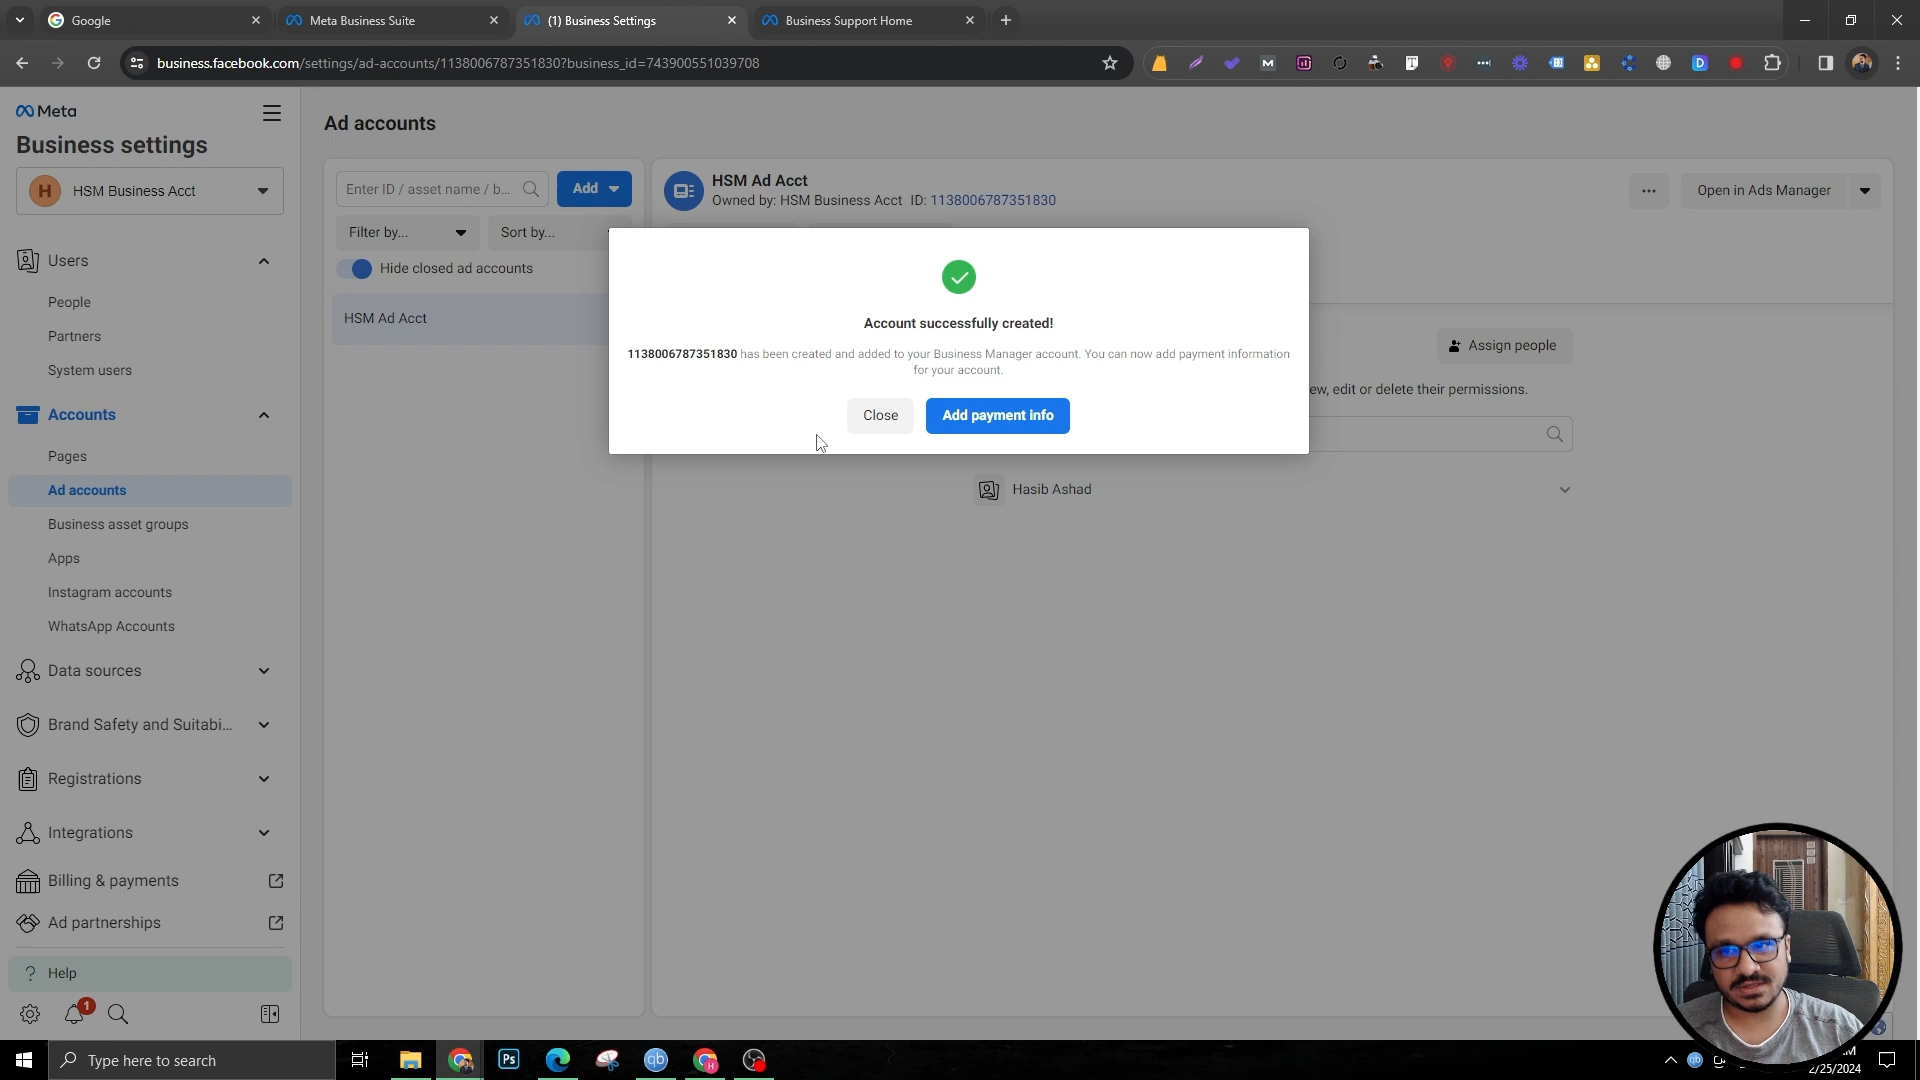 Google
Meta Business Suite
(1) Business Settings
Business Support Home
business.facebook.com/settings/ad-accounts/1138006787351830?business_id=743900551039708
Meta
Business settings
H
HSM Business Acct
Users
People
Partners
System users
Accounts
Pages
Ad accounts
Business asset groups
Apps
Instagram accounts
WhatsApp Accounts
Data sources
Brand Safety and Suitabi...
Registrations
Integrations
Billing & payments
Ad partnerships
? Help
1
Ad accounts
Enter ID / asset name / b...
Add
Filter by...
Sort by...
Hide closed ad accounts
HSM Ad Acct
HSM Ad Acct
Owned by: HSM Business Acct ID: 1138006787351830
...
Open in Ads Manager
Assign people
ew, edit or delete their permissions.
Hasib Ashad
Account successfully created!
1138006787351830 has been created and added to your Business Manager account. You can now add payment information
for your account.
Close
Add payment info
Type here to search
Ps
qb
2/25/2024